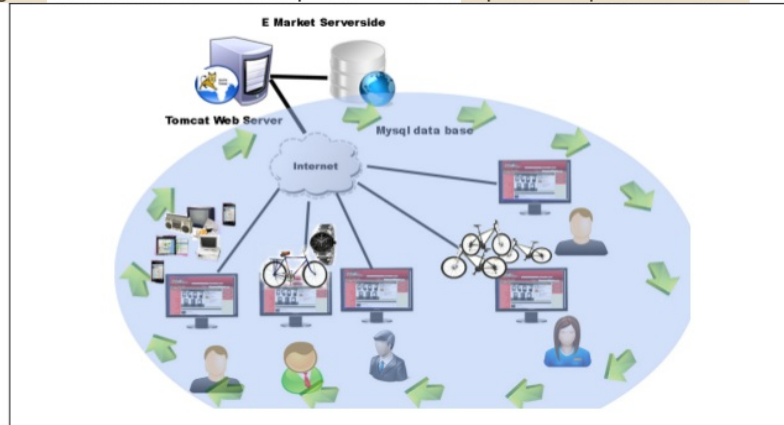 E Market Serverside
Tomcat Web Server
Mysql data base
Internet